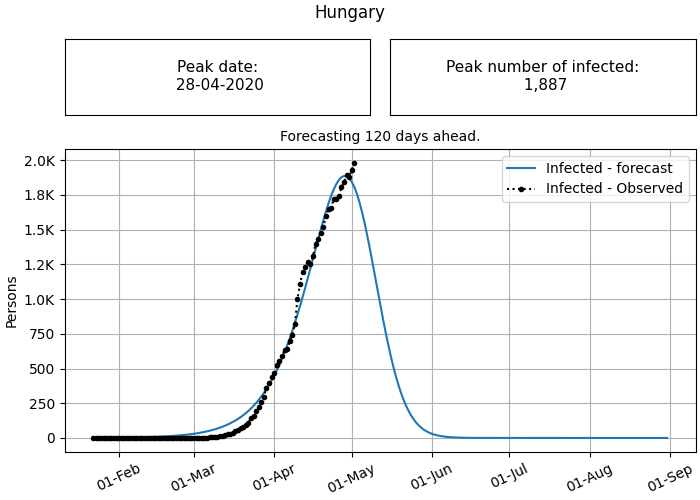 Hungary
Peak date:
28-04-2020
Peak number of infected:
1,887
Forecasting 120 days ahead.
2.0K
1.8K
1.5K
1.2K
1.0K
750
500
250
0
Persons
Infected - forecast
Infected - Observed
01-Feb
01-Mar
01-Apr
01-May
01-Jun
01-Jul
01-Aug
01-Sep